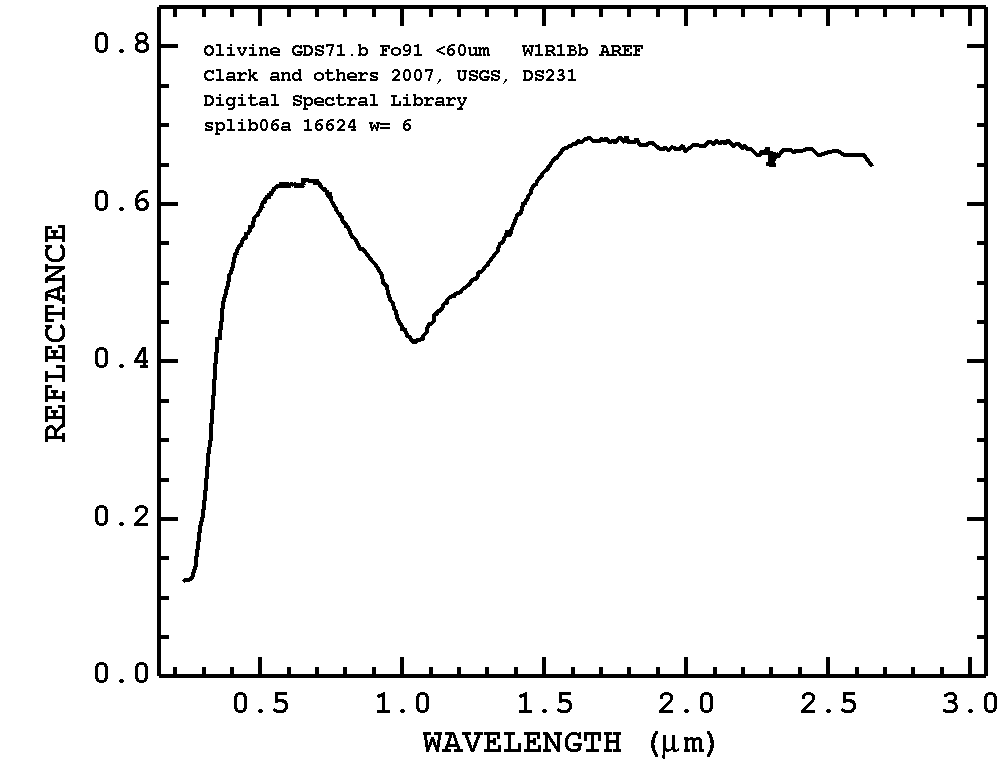 0.8
Olivine GDS71.b Fo91 <60um   W1R1Bb AREF
Clark and others 2007, USGS, DS231
Digital Spectral Library
splib06a 16624 w= 6
0.6
0.4
0.2
0.0
REFLECTANCE
0.5 1.0 1.5 2.0 2.5 3.0
WAVELENGTH (μm)